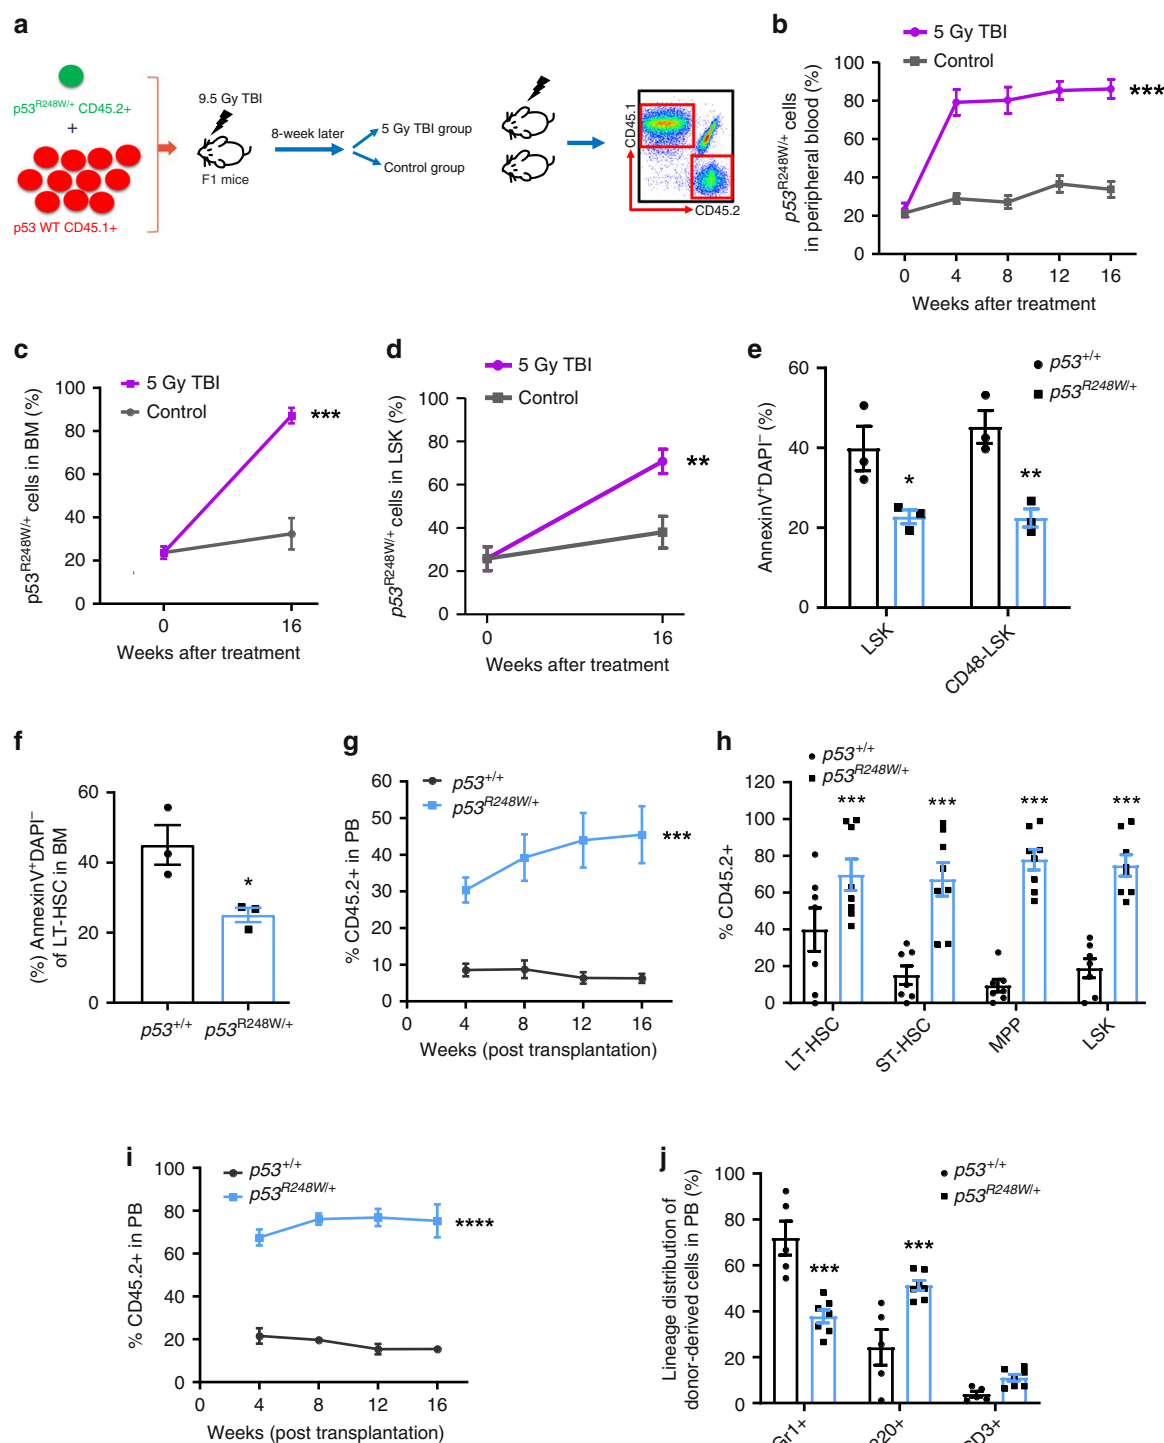 a
p53R248W/+ CD45.2+
+
p53 WT CD45.1+
9.5 Gy TBI
F1 mice
8-week later
5 Gy TBI group
Control group
CD45.1
CD45.2
b
5 Gy TBI
Control
p53R248W/+ cells
in peripheral blood (%)
100
80
60
40
20
0
0 4 8 12 16
Weeks after treatment
***
c
5 Gy TBI
Control
p53R248W/+ cells in BM (%)
100
80
60
40
20
0
0 16
Weeks after treatment
***
d
5 Gy TBI
Control
p53R248W/+ cells in LSK (%)
100
80
60
40
20
0
0 16
Weeks after treatment
**
e
p53+/+
p53R248W/+
AnnexinV+DAPI– (%)
60
40
20
0
* **
LSK CD48-LSK
f
(%) AnnexinV+DAPI–
of LT-HSC in BM
60
40
20
0
*
p53+/+ p53R248W/+
g
p53+/+
p53R248W/+
% CD45.2+ in PB
60
50
40
30
20
10
0
0 4 8 12 16
Weeks (post transplantation)
***
h
p53+/+
p53R248W/+
% CD45.2+
120
100
80
60
40
20
0
*** *** *** ***
LT-HSC ST-HSC MPP LSK
i
p53+/+
p53R248W/+
% CD45.2+ in PB
100
80
60
40
20
0
0 4 8 12 16
Weeks (post transplantation)
****
j
p53+/+
p53R248W/+
Lineage distribution of
donor-derived cells in PB (%)
100
80
60
40
20
0
*** ***
Gr1+ 220+ CD3+